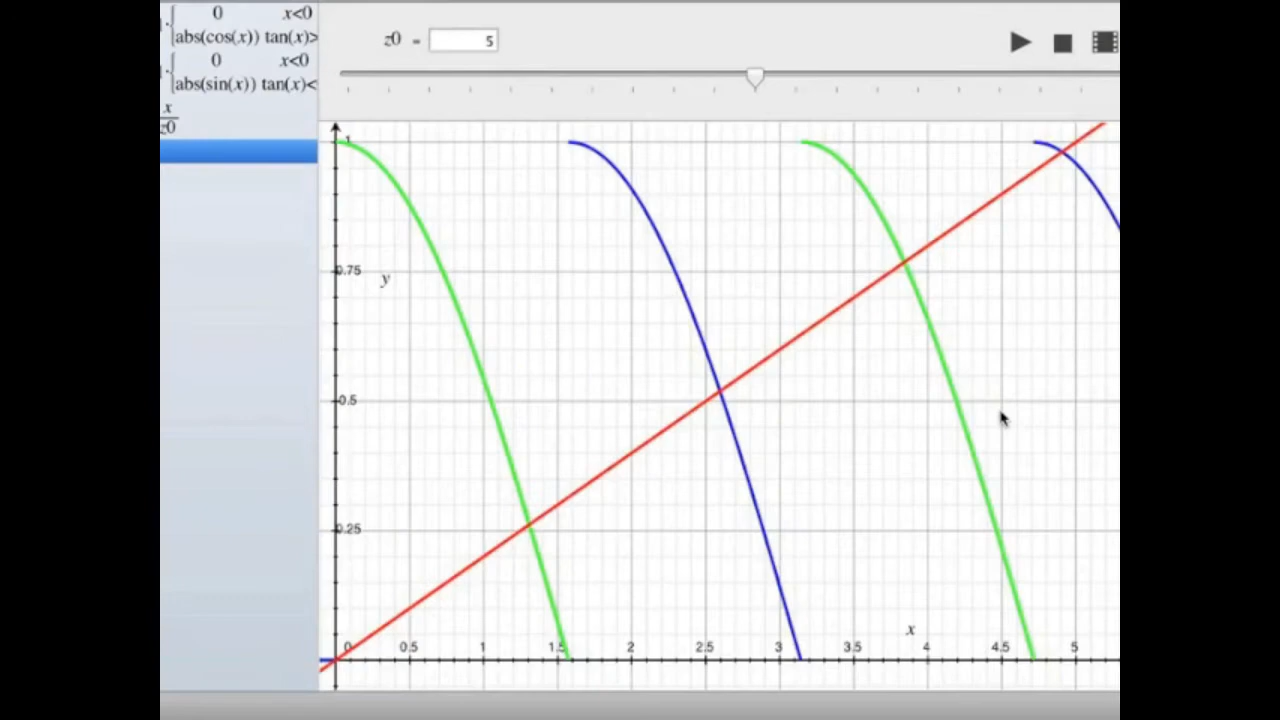 0 x<0
abs(cos(x)) tan(x)>
0 x<0
abs(sin(x)) tan(x)<
x
z0
z0 = 5
1
0.75
y
0.5
0.25
x
0 0.5 1 1.5 2 2.5 3 3.5 4 4.5 5